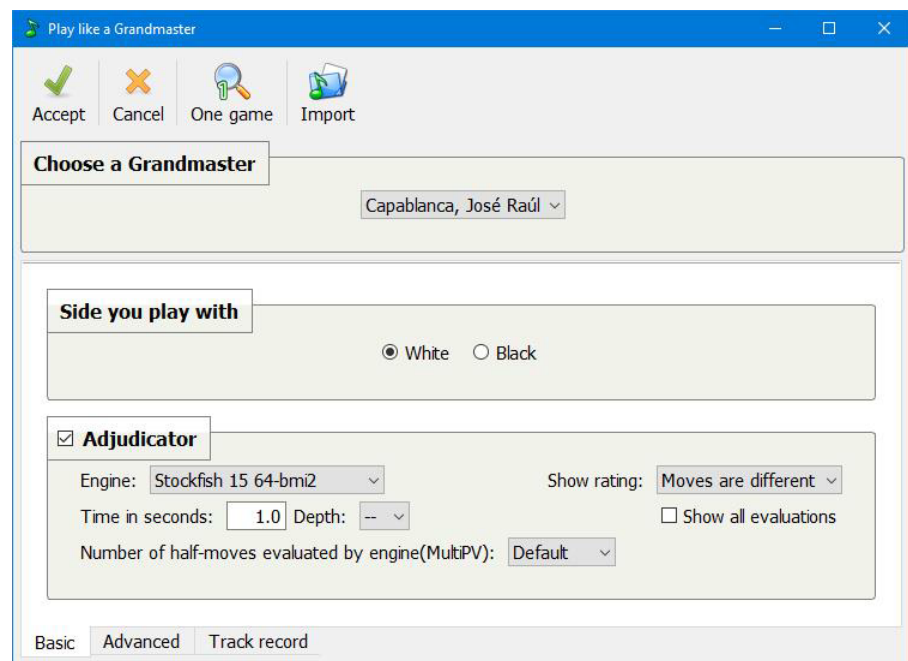 Play like a Grandmaster
Accept Cancel One game Import
Choose a Grandmaster
Capablanca, José Raúl
Side you play with
White Black
Adjudicator
Engine: Stockfish 15 64-bmi2 Show rating: Moves are different
Time in seconds: 1.0 Depth: -- Show all evaluations
Number of half-moves evaluated by engine(MultiPV): Default
Basic Advanced Track record